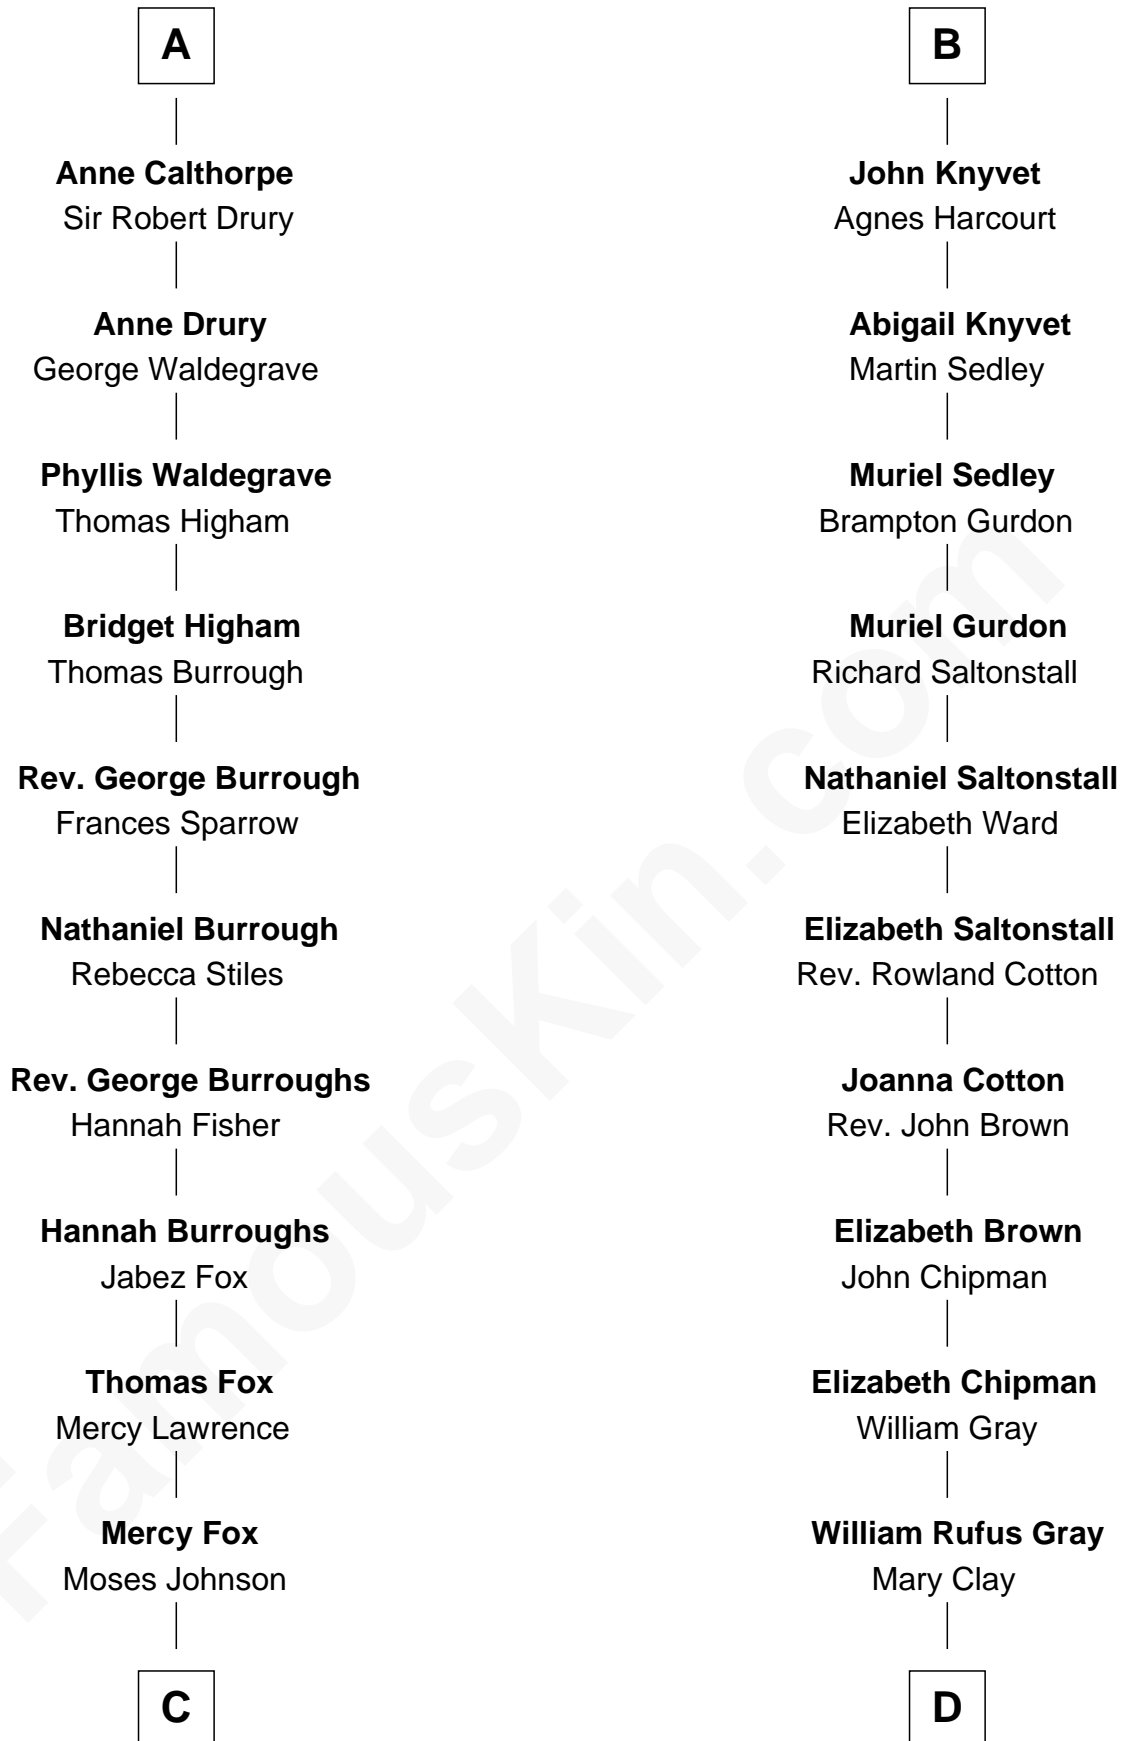 A
Anne Calthorpe
Sir Robert Drury
Anne Drury
George Waldegrave
Phyllis Waldegrave
Thomas Higham
Bridget Higham
Thomas Burrough
Rev. George Burrough
Frances Sparrow
Nathaniel Burrough
Rebecca Stiles
Rev. George Burroughs
Hannah Fisher
Hannah Burroughs
Jabez Fox
Thomas Fox
Mercy Lawrence
Mercy Fox
Moses Johnson
C
B
John Knyvet
Agnes Harcourt
Abigail Knyvet
Martin Sedley
Muriel Sedley
Brampton Gurdon
Muriel Gurdon
Richard Saltonstall
Nathaniel Saltonstall
Elizabeth Ward
Elizabeth Saltonstall
Rev. Rowland Cotton
Joanna Cotton
Rev. John Brown
Elizabeth Brown
John Chipman
Elizabeth Chipman
William Gray
William Rufus Gray
Mary Clay
D
FamousKin.com